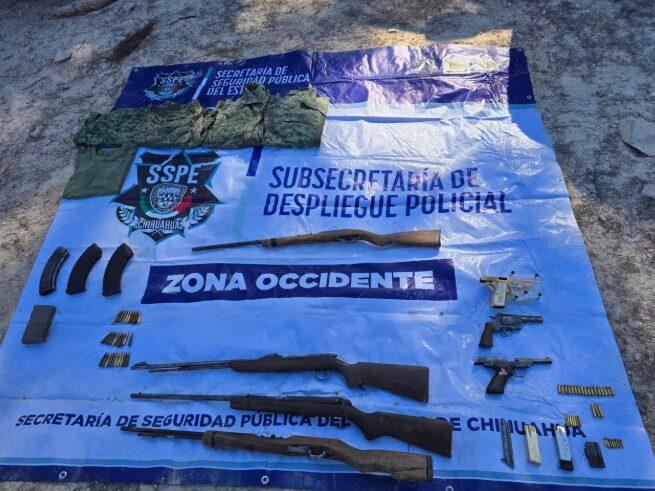 SSPE
SECRETARÍA DE
SEGURIDAD PÚBLICA
DEL ESTADO
SSPE
CHIHUAHUA
SUBSECRETARÍA DE
DESPLIEGUE POLICIAL
ZONA OCCIDENTE
SECRETARÍA DE SEGURIDAD PÚBLICA DEL DE CHIHUAHUA